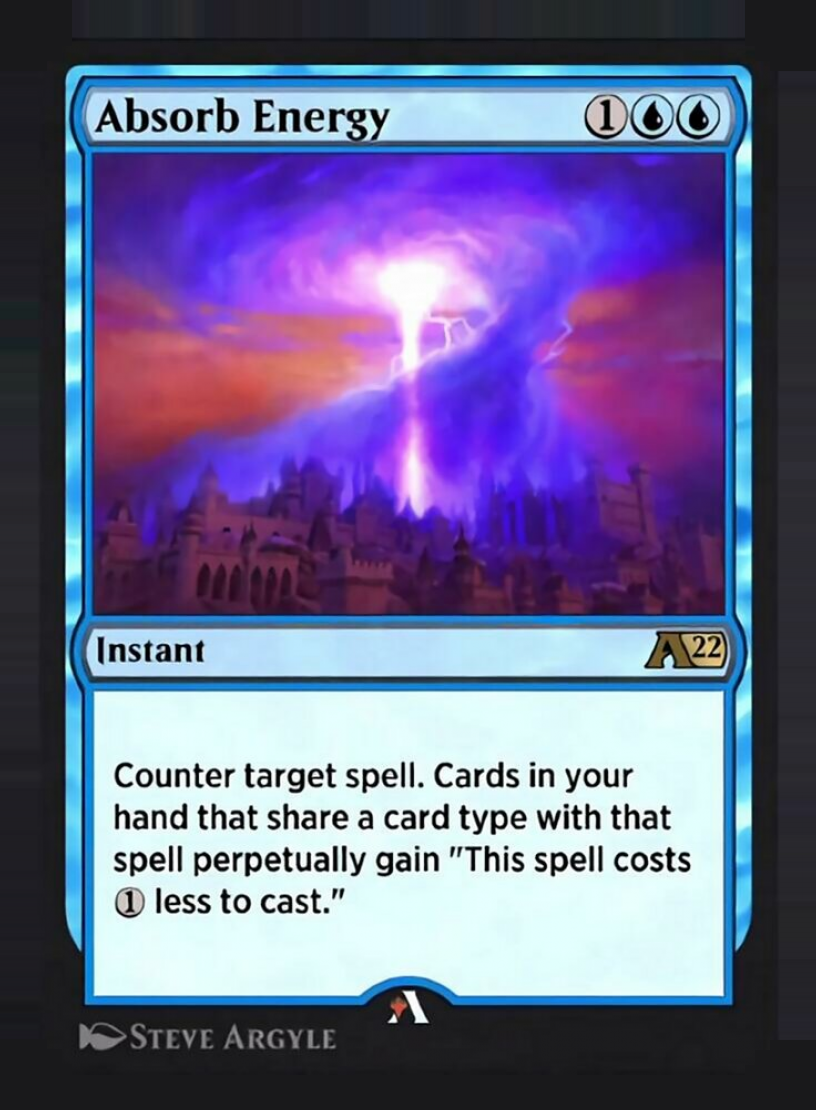 Absorb Energy 1
Instant A22
Counter target spell. Cards in your
hand that share a card type with that
spell perpetually gain "This spell costs
1 less to cast."
STEVE ARGYLE